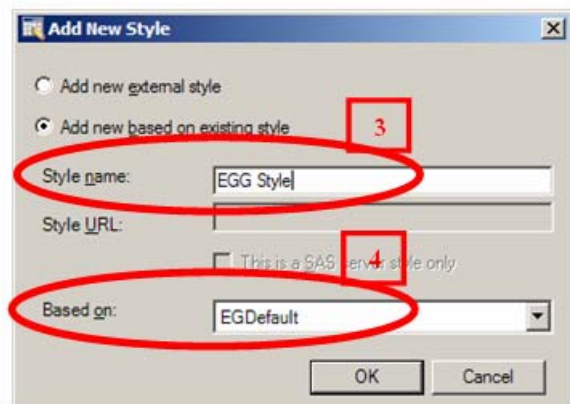 Add New Style
Add new external style
Add new based on existing style
3
Style name:
EGG Style
Style URL:
This is a SAS server style only
4
Based on:
EGDefault
OK
Cancel